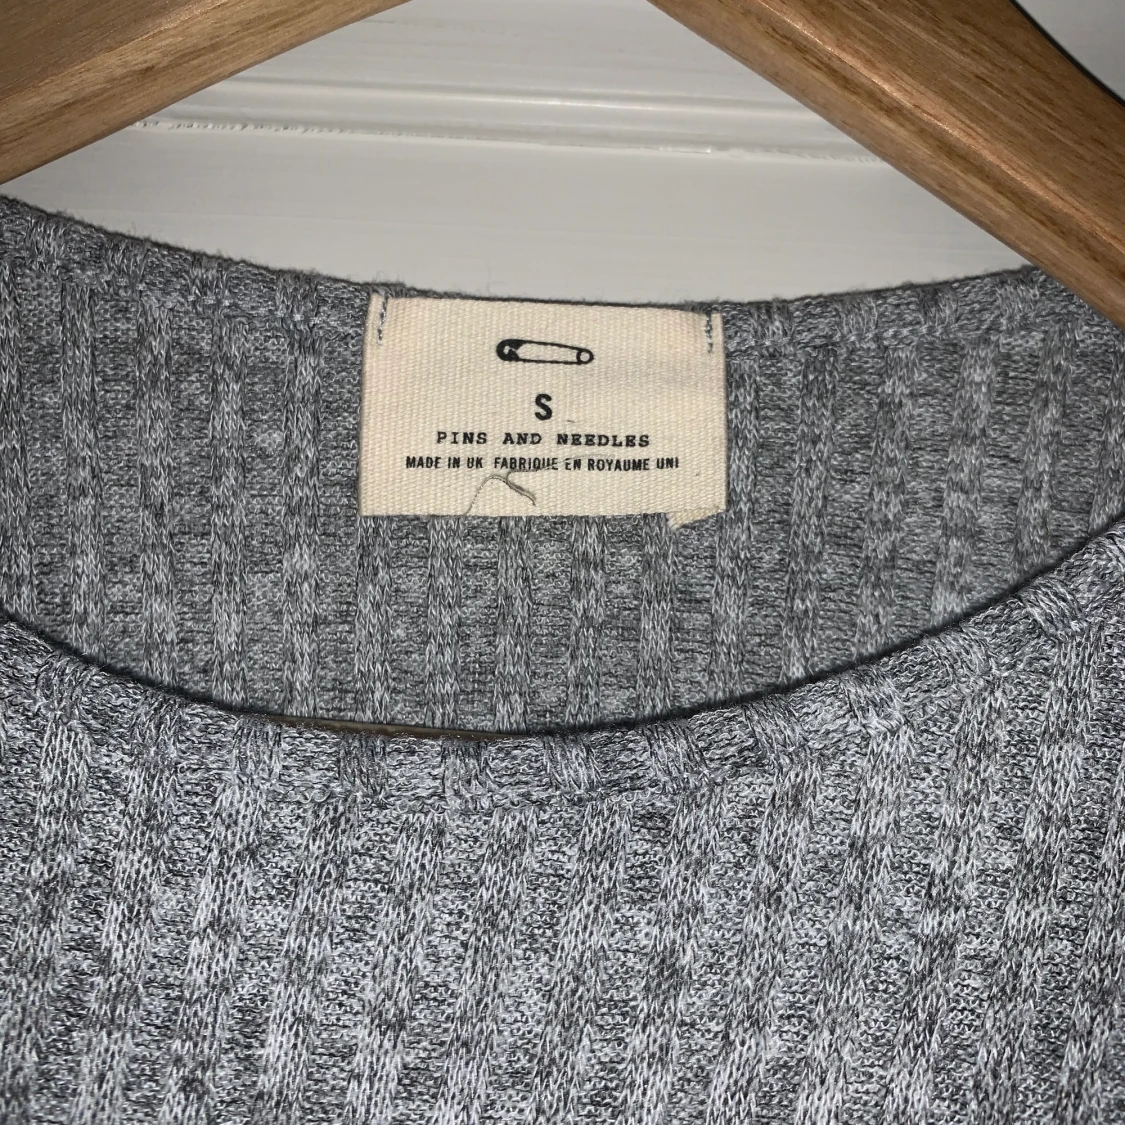 S
PINS AND NEEDLES
MADE IN UK FABRIQUE EN ROYAUME UNI